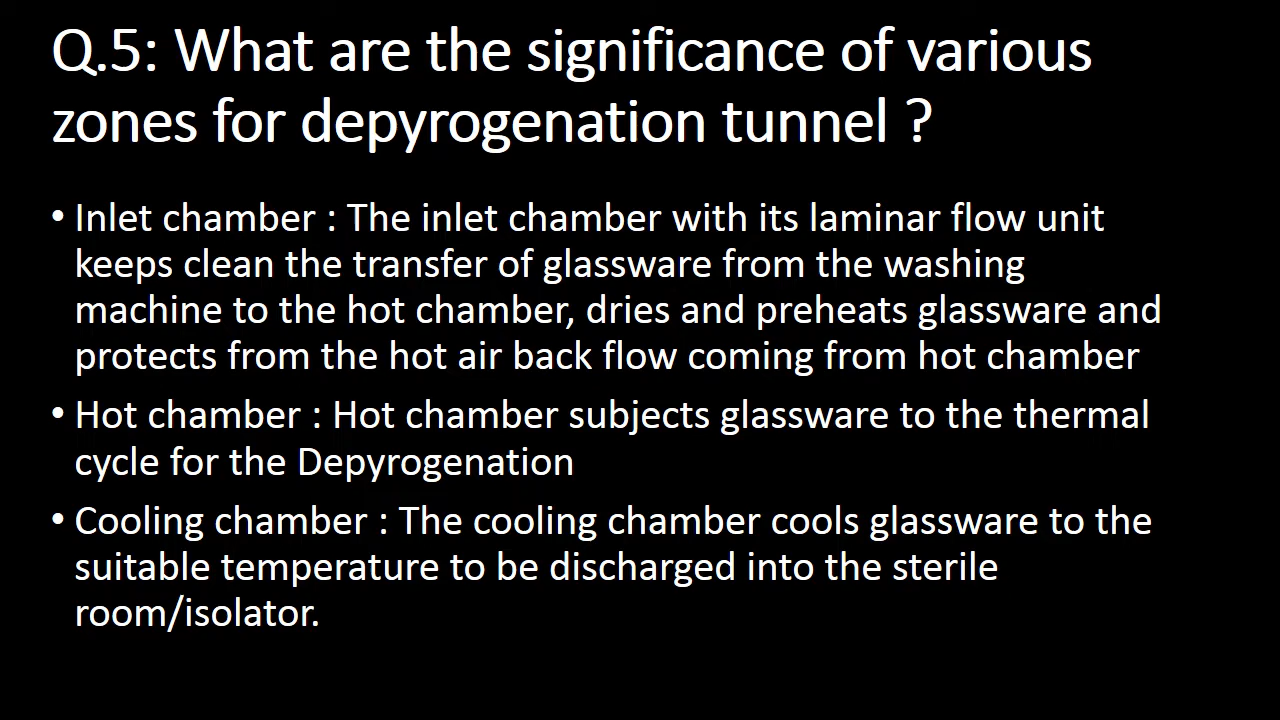 Q.5: What are the significance of various
zones for depyrogenation tunnel ?
• Inlet chamber : The inlet chamber with its laminar flow unit
keeps clean the transfer of glassware from the washing
machine to the hot chamber, dries and preheats glassware and
protects from the hot air back flow coming from hot chamber
• Hot chamber : Hot chamber subjects glassware to the thermal
cycle for the Depyrogenation
• Cooling chamber : The cooling chamber cools glassware to the
suitable temperature to be discharged into the sterile
room/isolator.